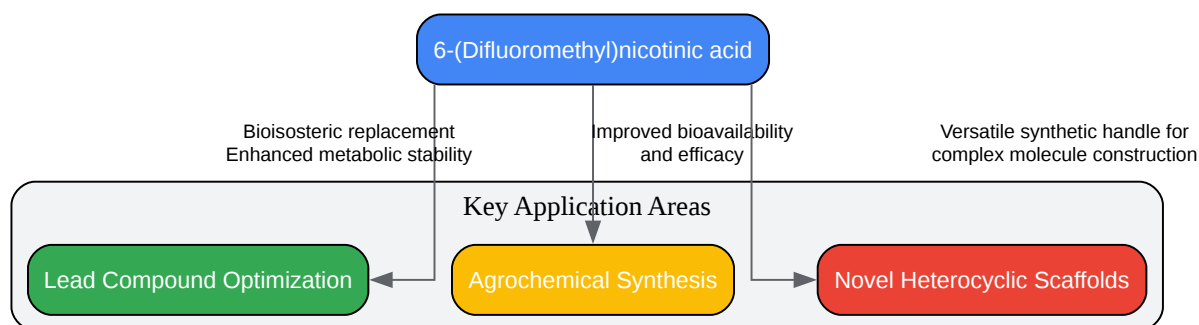 6-(Difluoromethyl)nicotinic acid
Bioisosteric replacement
Enhanced metabolic stability
Improved bioavailability
and efficacy
Versatile synthetic handle for
complex molecule construction
Key Application Areas
Lead Compound Optimization
Agrochemical Synthesis
Novel Heterocyclic Scaffolds